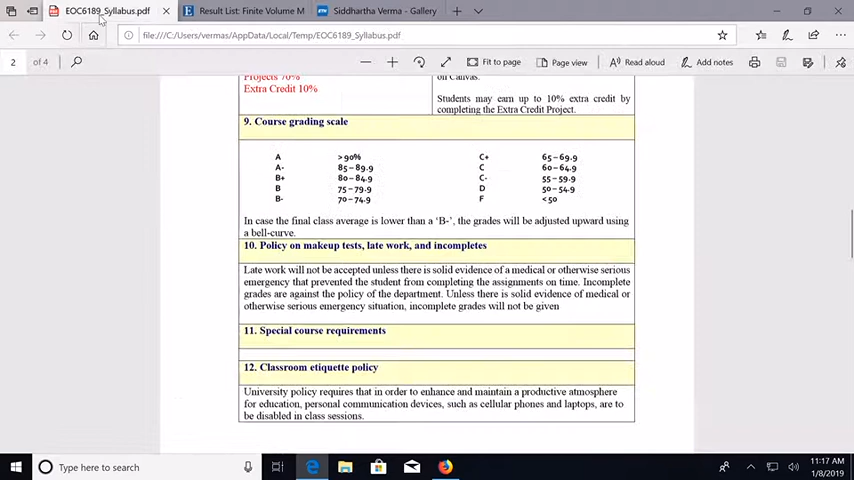 EOC6189_Syllabus.pdf
Result List: Finite Volume M
Siddhartha Verma - Gallery
file:///C:/Users/vermas/AppData/Local/Temp/EOC6189_Syllabus.pdf
2 of 4
Fit to page
Page view
Read aloud
Add notes
Projects 70%
Extra Credit 10%
on Canvas.
Students may earn up to 10% extra credit by
completing the Extra Credit Project.
9. Course grading scale
A > 90% C+ 65 – 69.9
A- 85 – 89.9 C 60 – 64.9
B+ 80 – 84.9 C- 55 – 59.9
B 75 – 79.9 D 50 – 54.9
B- 70 – 74.9 F < 50
In case the final class average is lower than a ‘B-’, the grades will be adjusted upward using
a bell-curve.
10. Policy on makeup tests, late work, and incompletes
Late work will not be accepted unless there is solid evidence of a medical or otherwise serious
emergency that prevented the student from completing the assignments on time. Incomplete
grades are against the policy of the department. Unless there is solid evidence of medical or
otherwise serious emergency situation, incomplete grades will not be given
11. Special course requirements
12. Classroom etiquette policy
University policy requires that in order to enhance and maintain a productive atmosphere
for education, personal communication devices, such as cellular phones and laptops, are to
be disabled in class sessions.
Type here to search
11:17 AM
1/8/2019